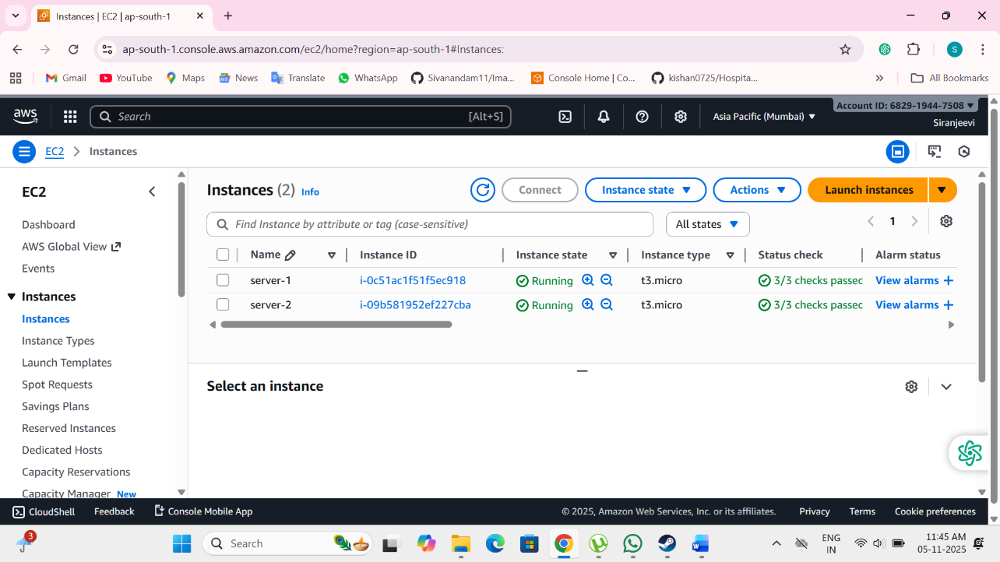 Instances | EC2 | ap-south-1
ap-south-1.console.aws.amazon.com/ec2/home?region=ap-south-1#Instances:
Gmail YouTube Maps News Translate WhatsApp Sivanandam11/Ima... Console Home | Co... kishan0725/Hospita... » All Bookmarks
aws Search [Alt+S] Asia Pacific (Mumbai) Account ID: 6829-1944-7508
Siranjeevi
EC2 Instances
EC2
Dashboard
AWS Global View
Events
Instances
Instances
Instance Types
Launch Templates
Spot Requests
Savings Plans
Reserved Instances
Dedicated Hosts
Capacity Reservations
Capacity Manager New
Instances (2) Info Connect Instance state Actions Launch instances
Find Instance by attribute or tag (case-sensitive) All states 1
Name Instance ID Instance state Instance type Status check Alarm status
server-1 i-0c51ac1f51f5ec918 Running t3.micro 3/3 checks passec View alarms +
server-2 i-09b581952ef227cba Running t3.micro 3/3 checks passec View alarms +
Select an instance
CloudShell Feedback Console Mobile App © 2025, Amazon Web Services, Inc. or its affiliates. Privacy Terms Cookie preferences
3 Search ENG 11:45 AM
IN 05-11-2025